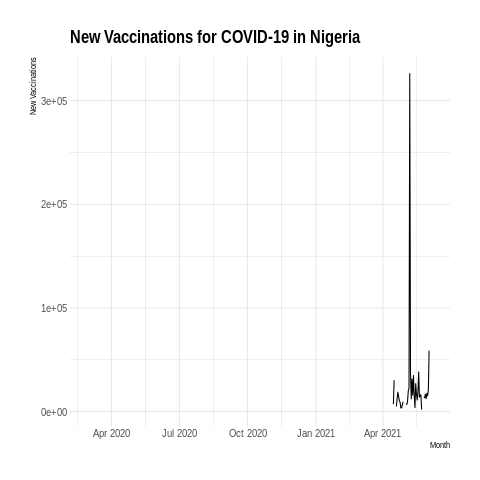 New Vaccinations for COVID-19 in Nigeria
New Vaccinations
3e+05
2e+05
1e+05
0e+00
Apr 2020 Jul 2020 Oct 2020 Jan 2021 Apr 2021
Month